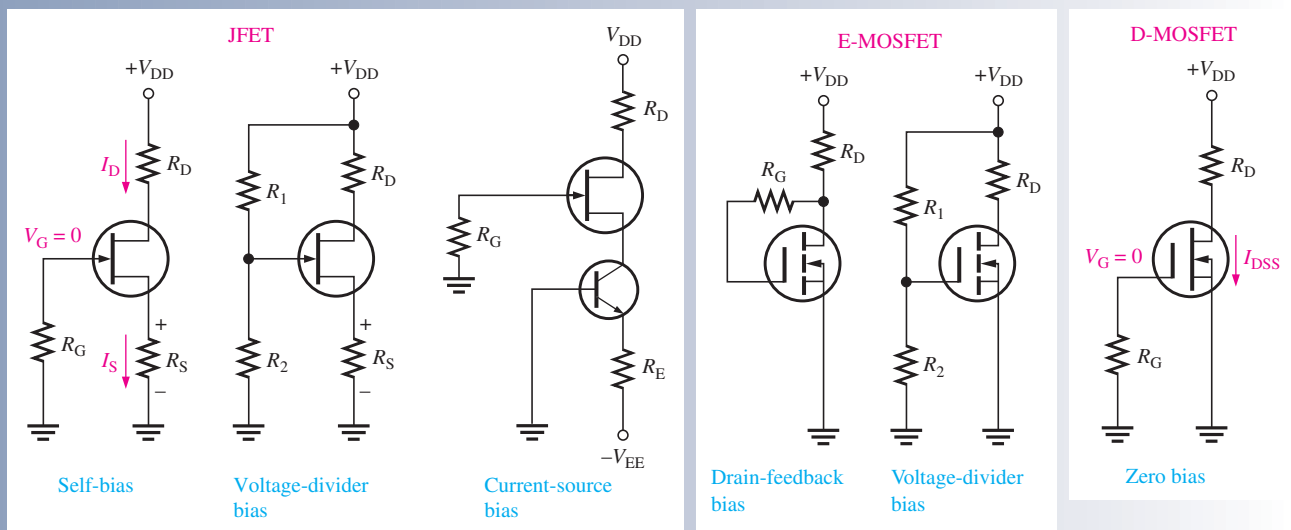 JFET
+VDD
+VDD
VDD
ID
RD
R1
RD
RD
VG = 0
RG
RG
IS
+
RS
–
R2
+
RS
–
RE
–VEE
Self-bias
Voltage-divider
bias
Current-source
bias
E-MOSFET
+VDD
+VDD
RD
RG
R1
RD
R2
Drain-feedback
bias
Voltage-divider
bias
D-MOSFET
+VDD
RD
VG = 0
IDSS
RG
Zero bias